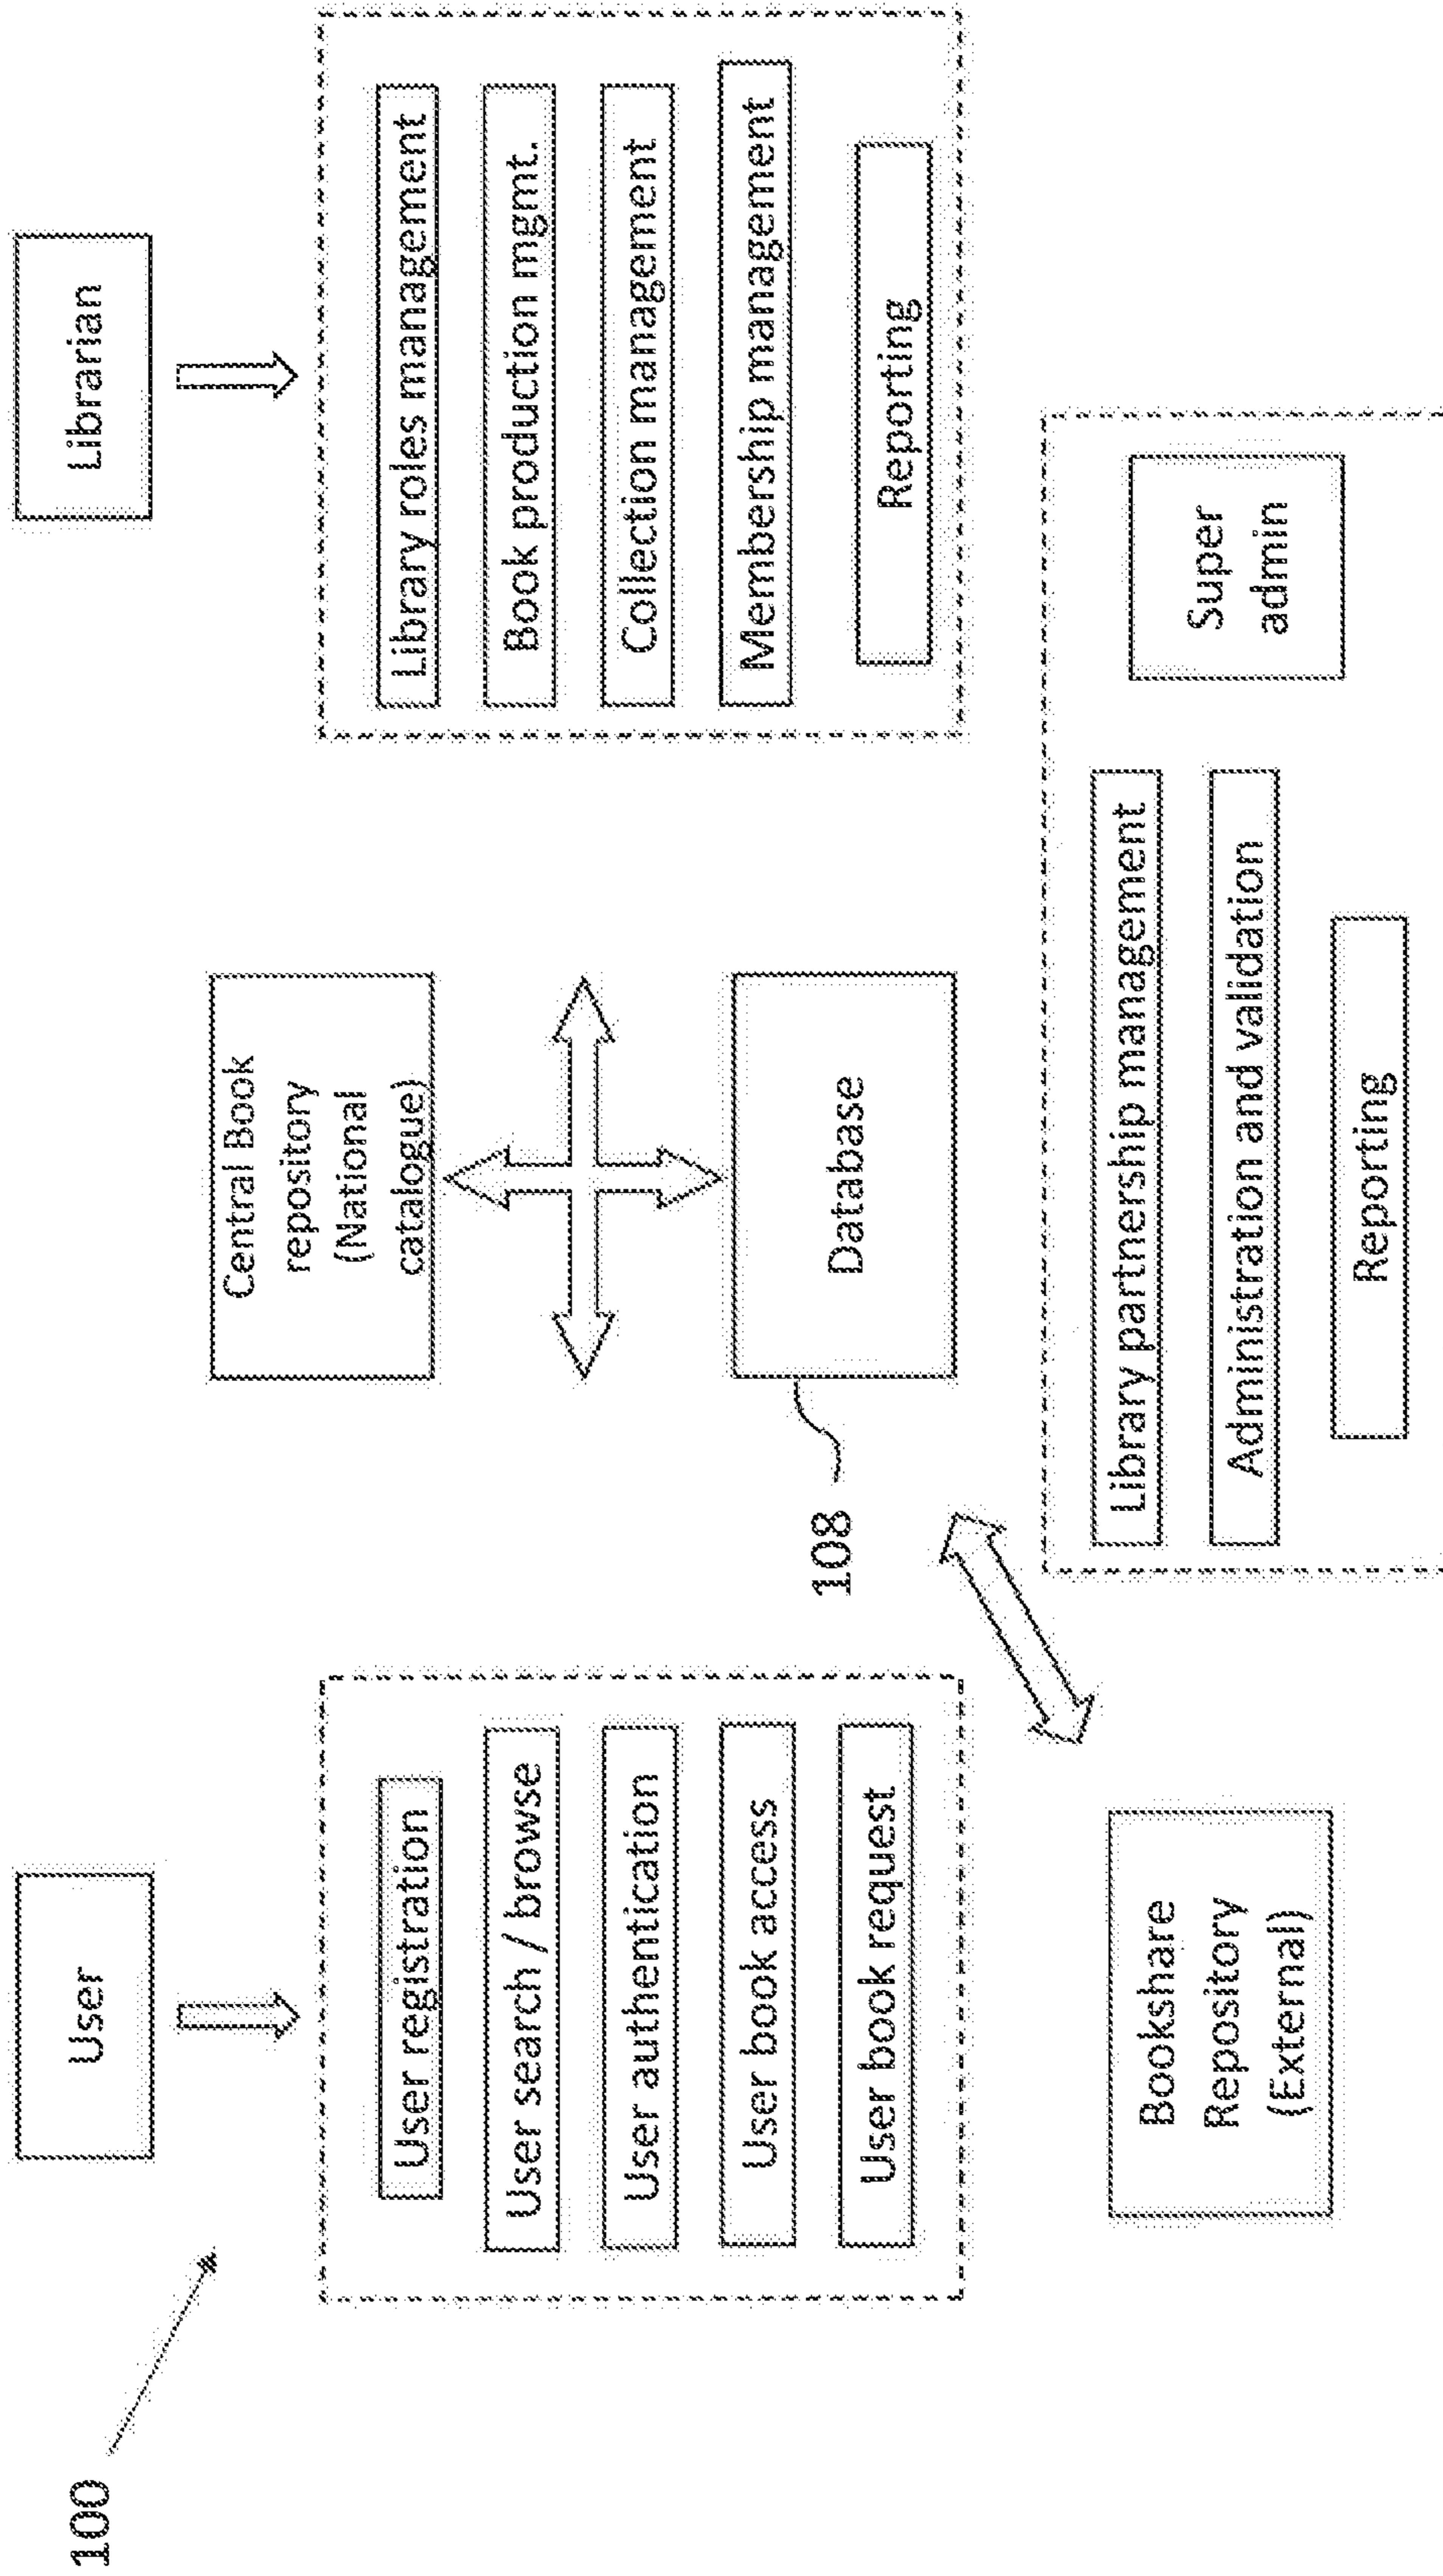 100
User
User registration
User search / browse
User authentication
User book access
User book request
Central Book
repository
(National
catalogue)
Database
108
Librarian
Library roles management
Book production mgmt.
Collection management
Membership management
Reporting
Bookshare
Repository
(External)
Library partnership management
Administration and validation
Reporting
Super
admin